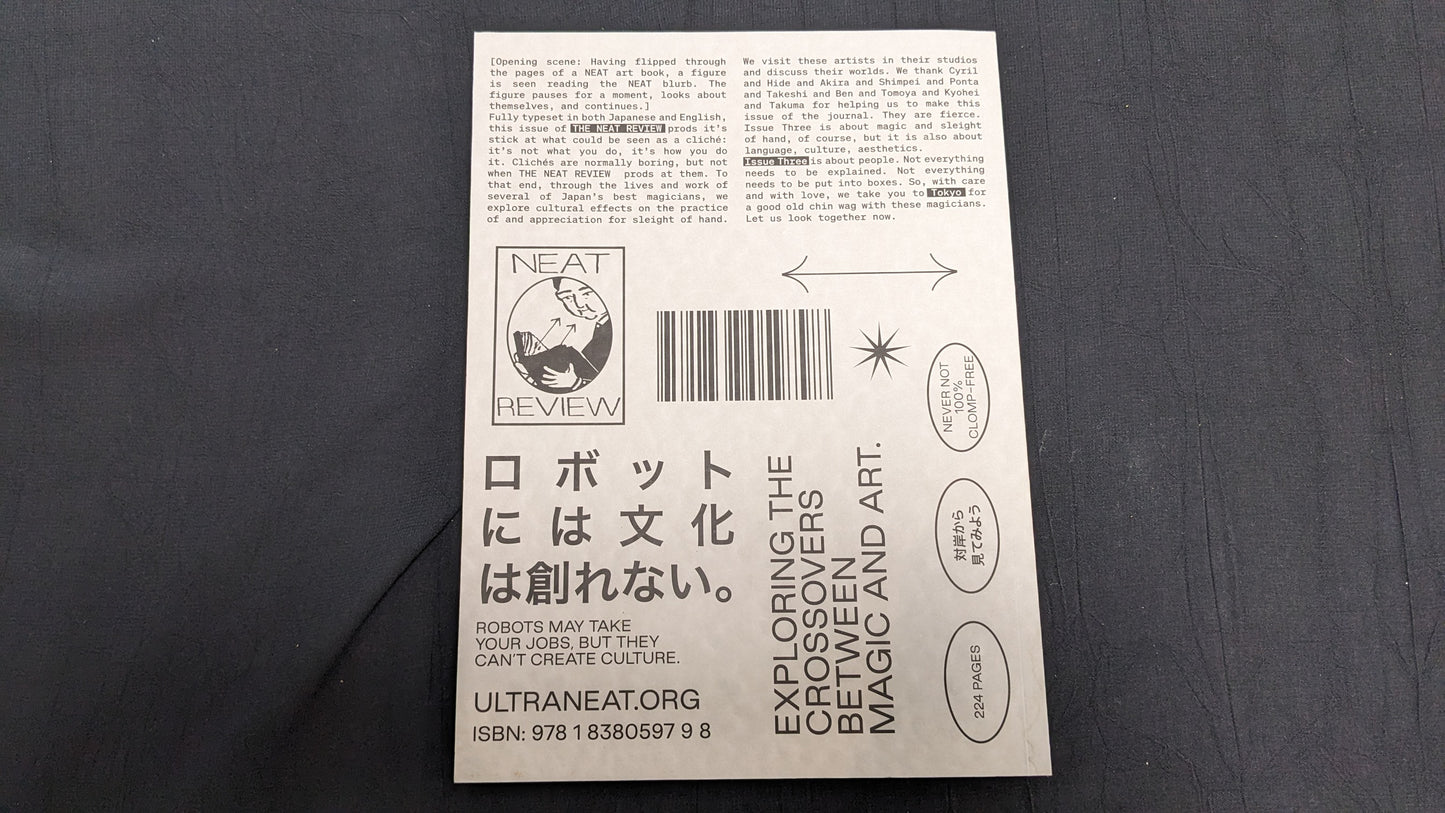 [Opening scene: Having flipped through
the pages of a NEAT art book, a figure
is seen reading the NEAT blurb. The
figure pauses for a moment, looks about
themselves, and continues.]
Fully typeset in both Japanese and English,
this issue of THE NEAT REVIEW prods it's
stick at what could be seen as a cliché:
it's not what you do, it's how you do
it. Clichés are normally boring, but not
when THE NEAT REVIEW prods at them. To
that end, through the lives and work of
several of Japan's best magicians, we
explore cultural effects on the practice
of and appreciation for sleight of hand.
We visit these artists in their studios
and discuss their worlds. We thank Cyril
and Hide and Akira and Shimpei and Ponta
and Takeshi and Ben and Tomoya and Kyohei
and Takuma for helping us to make this
issue of the journal. They are fierce.
Issue Three is about magic and sleight
of hand, of course, but it is also about
language, culture, aesthetics.
Issue Three is about people. Not everything
needs to be explained. Not everything
needs to be put into boxes. So, with care
and with love, we take you to Tokyo for
a good old chin wag with these magicians.
Let us look together now.
NEAT
REVIEW
ロボット
には文化
は創れない。
ROBOTS MAY TAKE
YOUR JOBS, BUT THEY
CAN'T CREATE CULTURE.
ULTRANEAT.ORG
ISBN: 978 1 8380597 9 8
EXPLORING THE
CROSSOVERS
BETWEEN
MAGIC AND ART.
NEVER NOT
100%
CLOMP-FREE
対岸から
見てみよう
224 PAGES